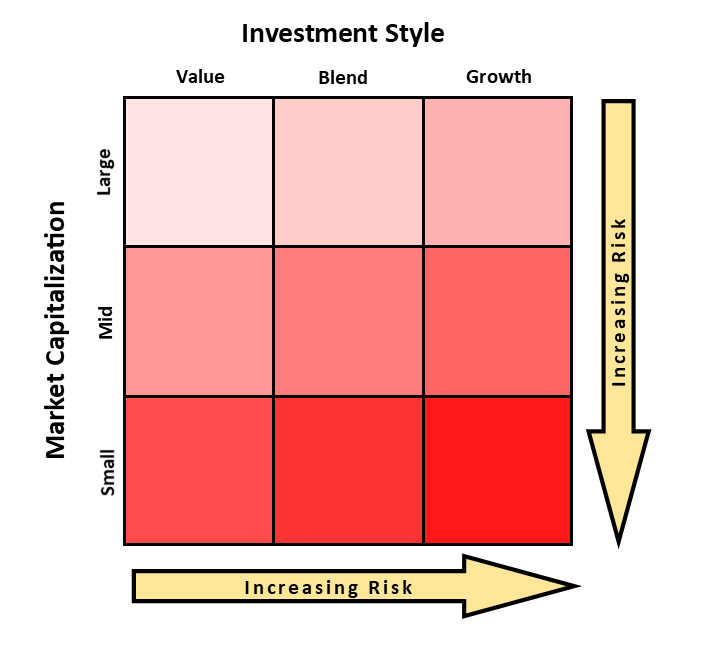 Investment Style
Value Blend Growth
Market Capitalization
Large
Mid
Small
Increasing Risk
Increasing Risk